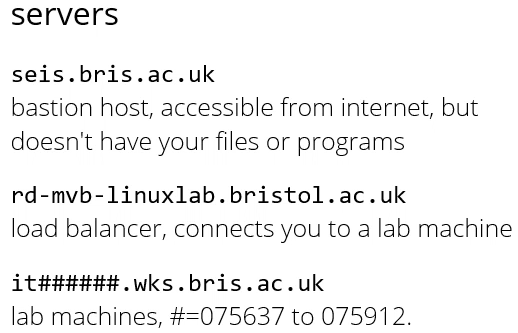 servers
seis.bris.ac.uk
bastion host, accessible from internet, but
doesn't have your files or programs
rd-mvb-linuxlab.bristol.ac.uk
load balancer, connects you to a lab machine
it######.wks.bris.ac.uk
lab machines, #=075637 to 075912.